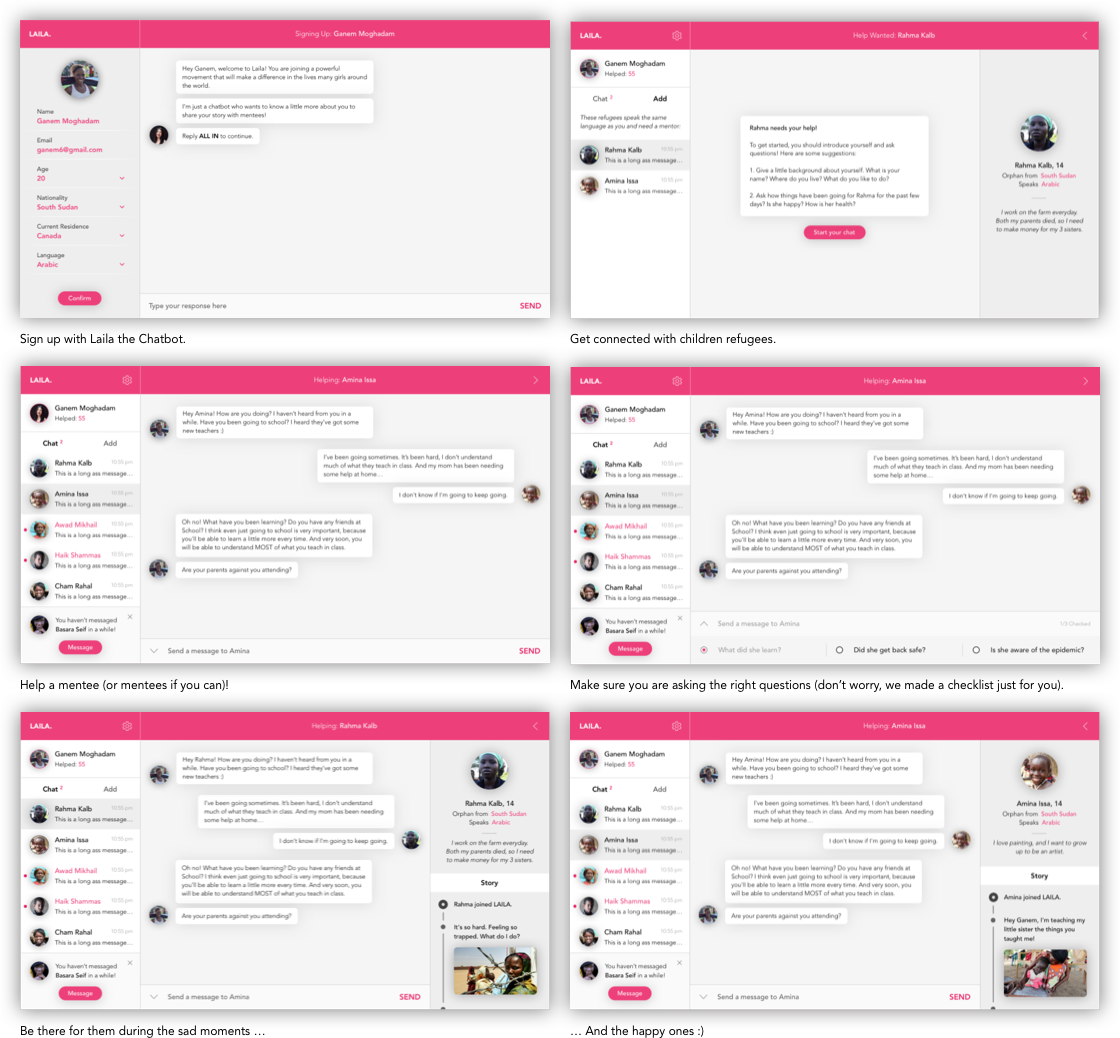 LAILA.
Signing Up: Ganem Moghadam
Name
Ganem Moghadam
Email
ganem6@gmail.com
Age
20
Nationality
South Sudan
Current Residence
Canada
Language
Arabic
Confirm
Hey Ganem, welcome to Laila! You are joining a powerful
movement that will make a difference in the lives many girls around
the world.
I'm just a chatbot who wants to know a little more about you to
share your story with mentees!
Reply ALL IN to continue.
Type your response here
SEND
Sign up with Laila the Chatbot.
LAILA.
Help Wanted: Rahma Kalb
Ganem Moghadam
Helped: 55
Chat 2
Add
These refugees speak the same
language as you and need a mentor:
Rahma Kalb
10:55 pm
This is a long ass message...
Amina Issa
10:55 pm
This is a long ass message...
Rahma needs your help!
To get started, you should introduce yourself and ask
questions! Here are some suggestions:
1. Give a little background about yourself. What is your
name? Where do you live? What do you like to do?
2. Ask how things have been going for Rahma for the past few
days? Is she happy? How is her health?
Start your chat
Rahma Kalb, 14
Orphan from South Sudan
Speaks Arabic
I work on the farm everyday.
Both my parents died, so I need
to make money for my 3 sisters.
Get connected with children refugees.
LAILA.
Helping: Amina Issa
Ganem Moghadam
Helped: 55
Chat 2
Add
Rahma Kalb
10:55 pm
This is a long ass message...
Amina Issa
10:55 pm
This is a long ass message...
Awad Mikhail
10:55 pm
This is a long ass message...
Haik Shammas
10:55 pm
This is a long ass message...
Cham Rahal
10:55 pm
This is a long ass message...
You haven't messaged
Basara Seif in a while!
Message
Hey Amina! How are you doing? I haven't heard from you in a
while. Have you been going to school? I heard they've got some
new teachers :)
I've been going sometimes. It's been hard, I don't understand
much of what they teach in class. And my mom has been needing
some help at home...
I don't know if I'm going to keep going.
Oh no! What have you been learning? Do you have any friends at
School? I think even just going to school is very important, because
you'll be able to learn a little more every time. And very soon, you
will be able to understand MOST of what you teach in class.
Are your parents against you attending?
Send a message to Amina
SEND
Help a mentee (or mentees if you can)!
LAILA.
Helping: Amina Issa
Ganem Moghadam
Helped: 55
Chat 2
Add
Rahma Kalb
10:55 pm
This is a long ass message...
Amina Issa
10:55 pm
This is a long ass message...
Awad Mikhail
10:55 pm
This is a long ass message...
Haik Shammas
10:55 pm
This is a long ass message...
Cham Rahal
10:55 pm
This is a long ass message...
You haven't messaged
Basara Seif in a while!
Message
Hey Amina! How are you doing? I haven't heard from you in a
while. Have you been going to school? I heard they've got some
new teachers :)
I've been going sometimes. It's been hard, I don't understand
much of what they teach in class. And my mom has been needing
some help at home...
I don't know if I'm going to keep going.
Oh no! What have you been learning? Do you have any friends at
School? I think even just going to school is very important, because
you'll be able to learn a little more every time. And very soon, you
will be able to understand MOST of what you teach in class.
Are your parents against you attending?
Send a message to Amina
1/3 Checked
What did she learn?
Did she get back safe?
Is she aware of the epidemic?
Make sure you are asking the right questions (don't worry, we made a checklist just for you).
LAILA.
Helping: Rahma Kalb
Ganem Moghadam
Helped: 55
Chat 2
Add
Rahma Kalb
10:55 pm
This is a long ass message...
Amina Issa
10:55 pm
This is a long ass message...
Awad Mikhail
10:55 pm
This is a long ass message...
Haik Shammas
10:55 pm
This is a long ass message...
Cham Rahal
10:55 pm
This is a long ass message...
You haven't messaged
Basara Seif in a while!
Message
Hey Rahma! How are you doing? I haven't heard from you in a
while. Have you been going to school? I heard they've got some
new teachers :)
I've been going sometimes. It's been hard, I don't understand
much of what they teach in class. And my mom has been needing
some help at home...
I don't know if I'm going to keep going.
Oh no! What have you been learning? Do you have any friends at
School? I think even just going to school is very important, because
you'll be able to learn a little more every time. And very soon, you
will be able to understand MOST of what you teach in class.
Are your parents against you attending?
Send a message to Amina
SEND
Rahma Kalb, 14
Orphan from South Sudan
Speaks Arabic
I work on the farm everyday.
Both my parents died, so I need
to make money for my 3 sisters.
Story
Rahma joined LAILA.
It's so hard. Feeling so
trapped. What do I do?
Be there for them during the sad moments ...
LAILA.
Helping: Amina Issa
Ganem Moghadam
Helped: 55
Chat 2
Add
Rahma Kalb
10:55 pm
This is a long ass message...
Amina Issa
10:55 pm
This is a long ass message...
Awad Mikhail
10:55 pm
This is a long ass message...
Haik Shammas
10:55 pm
This is a long ass message...
Cham Rahal
10:55 pm
This is a long ass message...
You haven't messaged
Basara Seif in a while!
Message
Hey Amina! How are you doing? I haven't heard from you in a
while. Have you been going to school? I heard they've got some
new teachers :)
I've been going sometimes. It's been hard, I don't understand
much of what they teach in class. And my mom has been needing
some help at home...
I don't know if I'm going to keep going.
Oh no! What have you been learning? Do you have any friends at
School? I think even just going to school is very important, because
you'll be able to learn a little more every time. And very soon, you
will be able to understand MOST of what you teach in class.
Are your parents against you attending?
Send a message to Amina
SEND
Amina Issa, 14
Orphan from South Sudan
Speaks Arabic
I love painting, and I want to grow
up to be an artist.
Story
Amina joined LAILA.
Hey Ganem, I'm teaching my
little sister the things you
taught me!
... And the happy ones :)